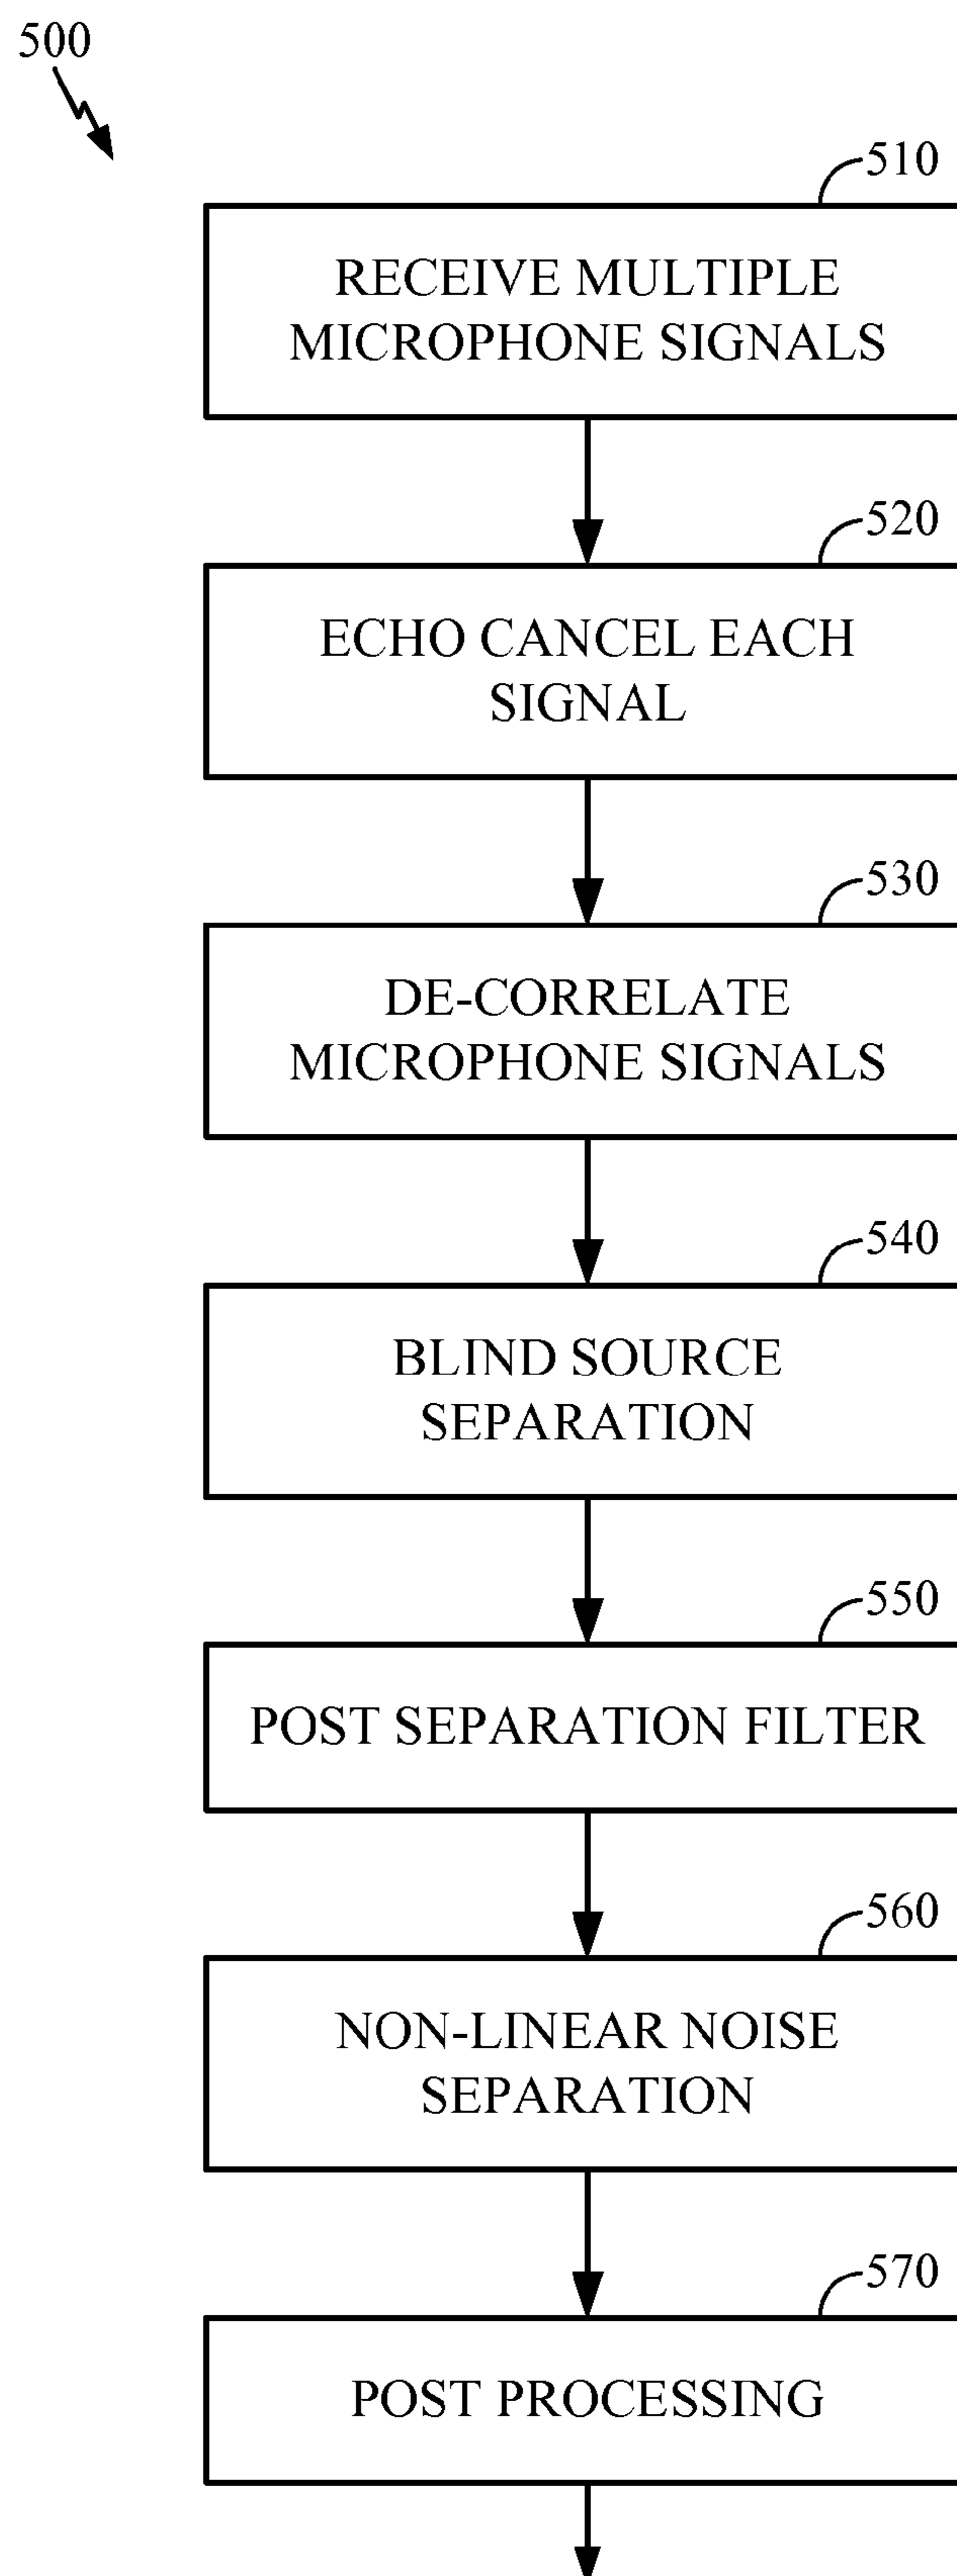 500
510
RECEIVE MULTIPLE
MICROPHONE SIGNALS
520
ECHO CANCEL EACH
SIGNAL
530
DE-CORRELATE
MICROPHONE SIGNALS
540
BLIND SOURCE
SEPARATION
550
POST SEPARATION FILTER
560
NON-LINEAR NOISE
SEPARATION
570
POST PROCESSING